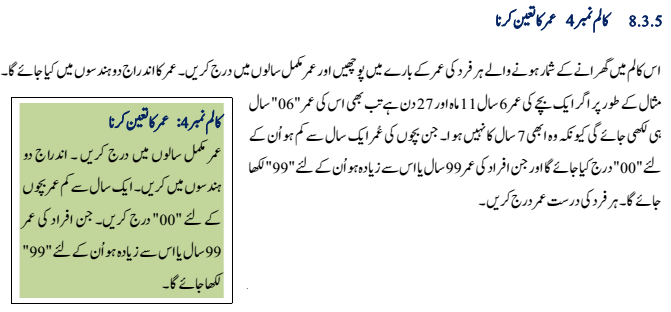 8.3.5 کالم نمبر 4 عمر کا تعین کرنا
اس کالم میں گھرانے کے شمار ہونے والے ہر فرد کی عمر کے بارے میں پوچھیں اور عمر مکمل سالوں میں درج کریں۔ عمر کا اندراج دو ہندسوں میں کیا جائے گا۔
مثال کے طور پر اگر ایک بچے کی عمر 6 سال 11 ماہ اور 27 دن ہے تب بھی اس کی عمر "06" سال
ہی لکھی جائے گی کیونکہ وہ ابھی 7 سال کا نہیں ہوا۔ جن بچوں کی عُمر ایک سال سے کم ہو اُن کے
لئے "00" درج کیا جائے گا اور جن افراد کی عمر 99 سال یا اس سے زیادہ ہو اُن کے لئے "99" لکھا
جائے گا۔ ہر فرد کی درست عمر درج کریں۔
کالم نمبر 4: عمر کا تعین کرنا
عمر مکمل سالوں میں درج کریں ۔ اندراج دو
ہندسوں میں کریں۔ ایک سال سے کم عمر بچوں
کے لئے "00" درج کریں۔ جن افراد کی عمر
99 سال یا اس سے زیادہ ہو اُن کے لئے "99"
لکھا جائے گا۔